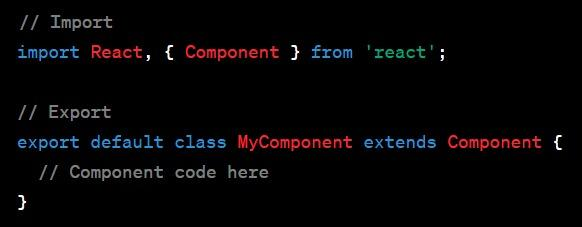 // Import
import React, { Component } from 'react';
// Export
export default class MyComponent extends Component {
// Component code here
}